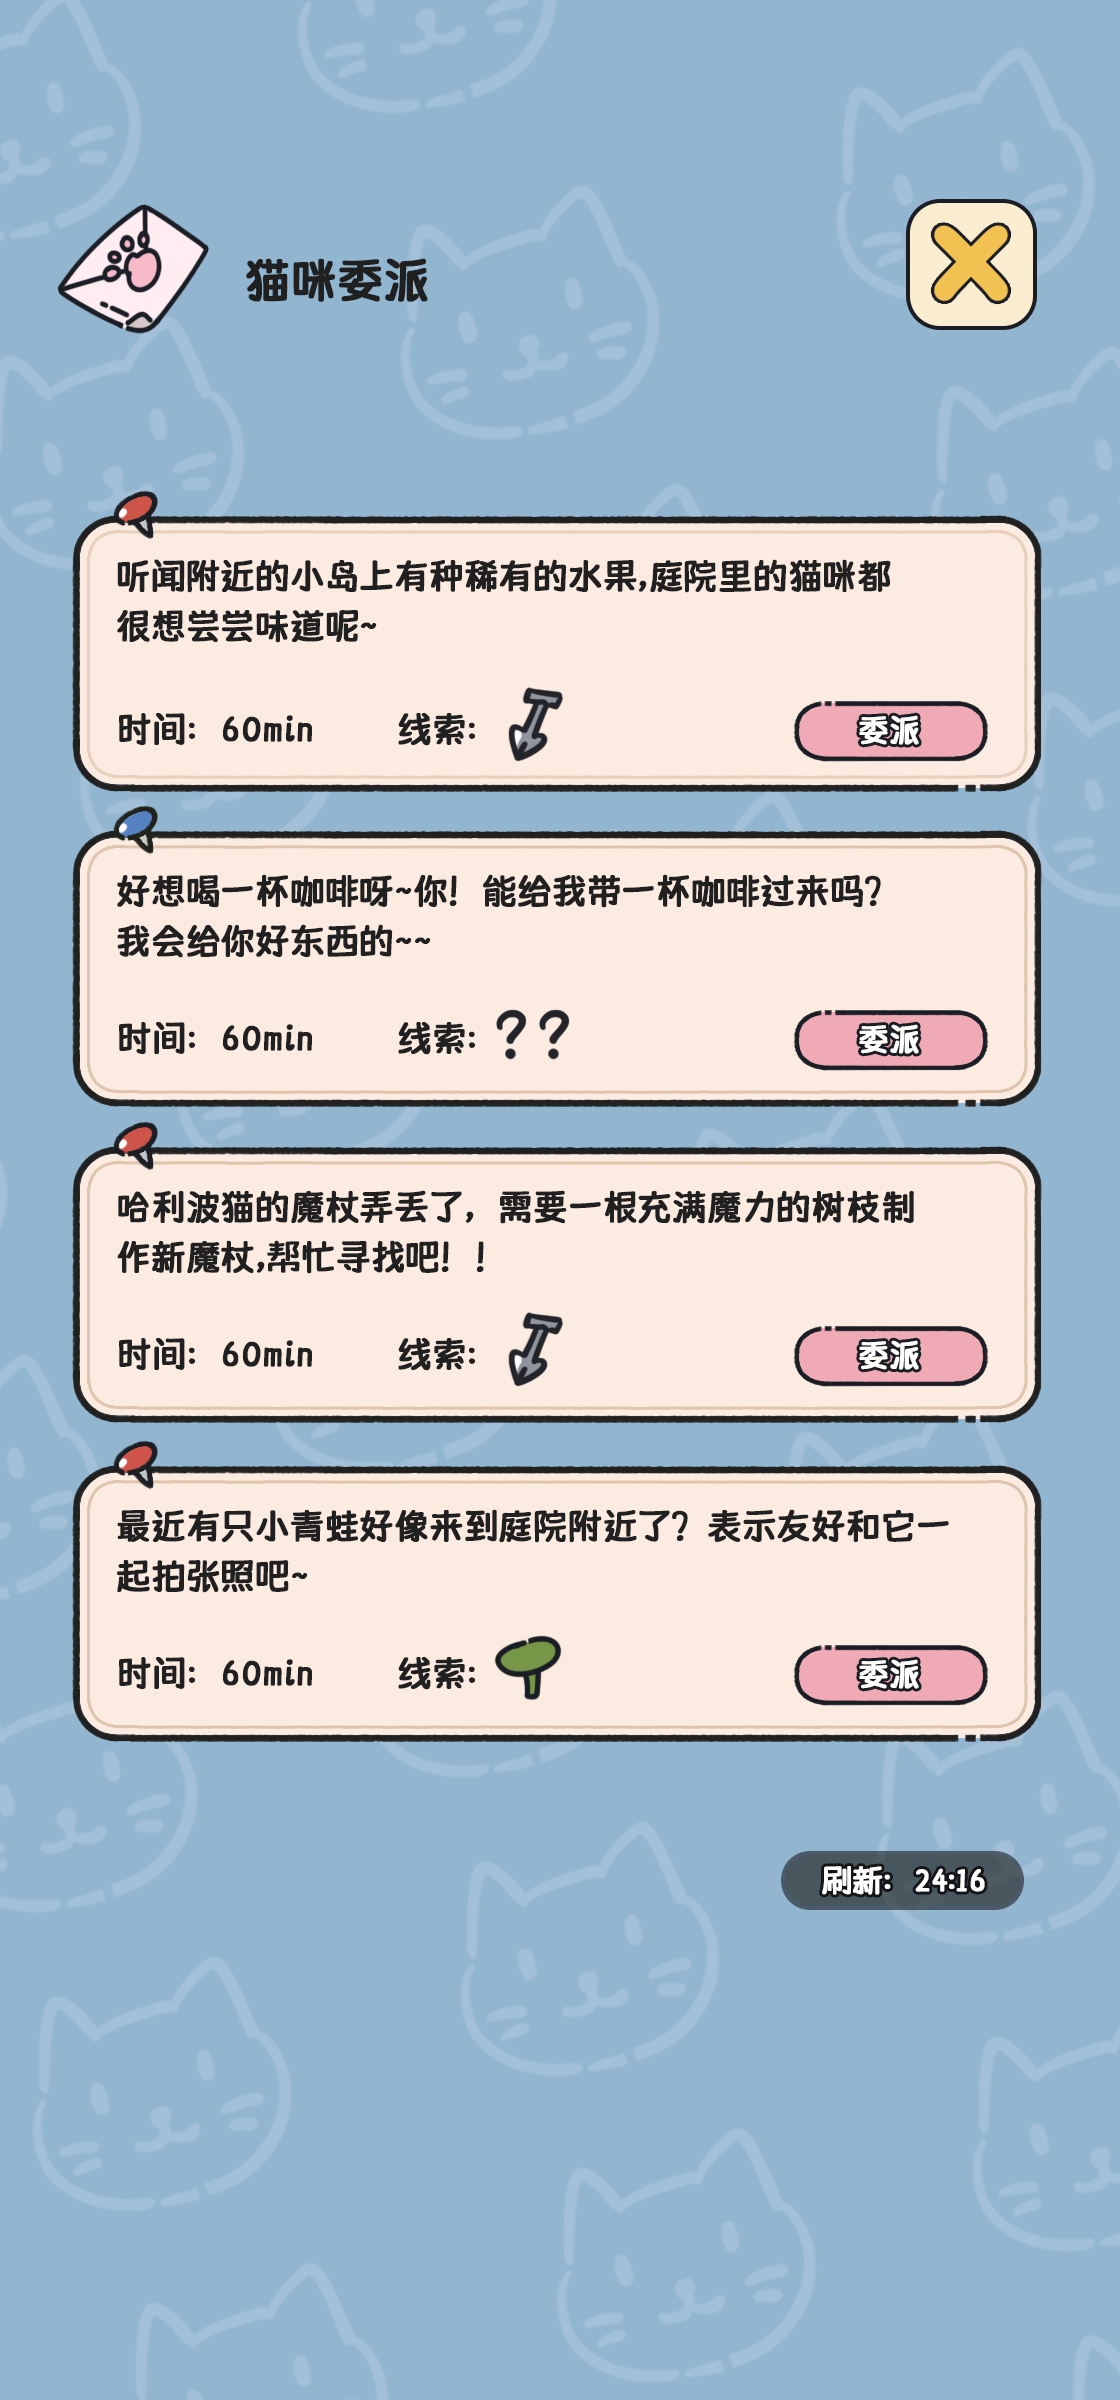 猫咪委派
听闻附近的小岛上有种稀有的水果,庭院里的猫咪都
很想尝尝味道呢~
时间: 60min 线索: 委派
好想喝一杯咖啡呀~你! 能给我带一杯咖啡过来吗?
我会给你好东西的~~
时间: 60min 线索: ?? 委派
哈利波猫的魔杖弄丢了，需要一根充满魔力的树枝制
作新魔杖,帮忙寻找吧! !
时间: 60min 线索: 委派
最近有只小青蛙好像来到庭院附近了? 表示友好和它一
起拍张照吧~
时间: 60min 线索: 委派
刷新: 24:16